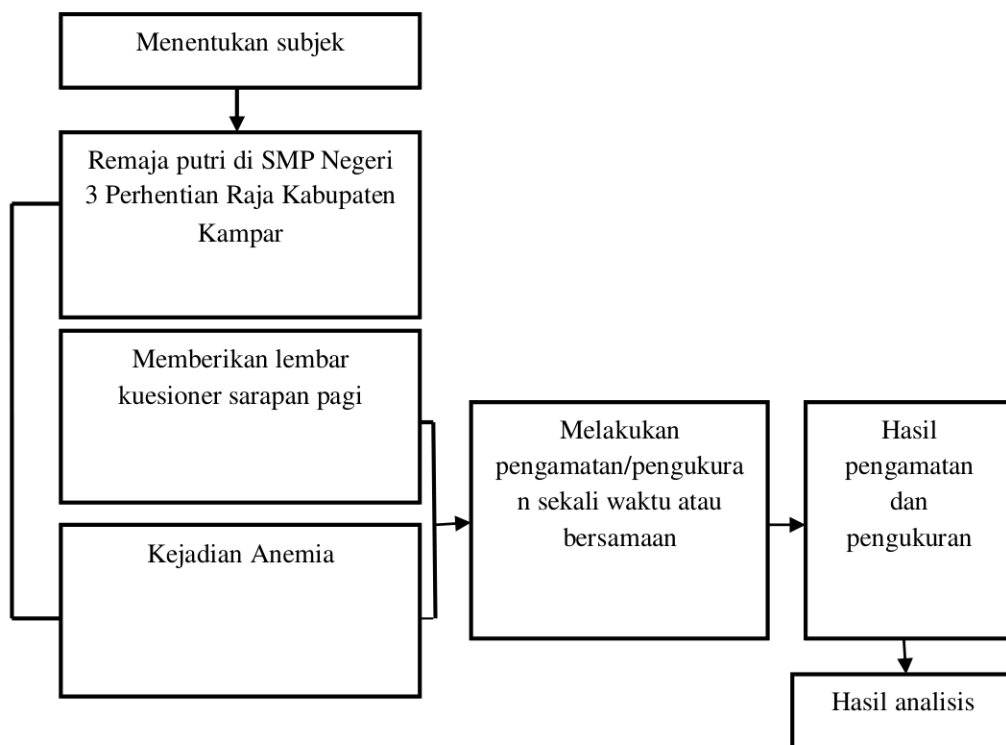 Menentukan subjek
Remaja putri di SMP Negeri
3 Perhentian Raja Kabupaten
Kampar
Memberikan lembar
kuesioner sarapan pagi
Kejadian Anemia
Melakukan
pengamatan/pengukura
n sekali waktu atau
bersamaan
Hasil
pengamatan
dan
pengukuran
Hasil analisis